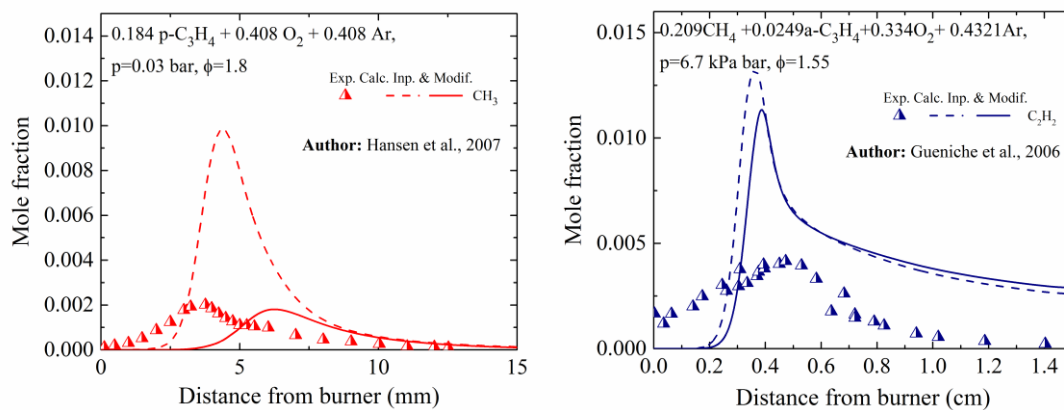 0.184 p-C₃H₄ + 0.408 O₂ + 0.408 Ar,
p=0.03 bar, ϕ=1.8
Exp. Calc. Inp. & Modif.
CH₃
Author: Hansen et al., 2007
0.014
0.012
0.010
0.008
0.006
0.004
0.002
0.000
Mole fraction
0
5
10
15
Distance from burner (mm)
0.209CH₄ +0.0249a-C₃H₄+0.334O₂+0.4321Ar,
p=6.7 kPa bar, ϕ=1.55
Exp. Calc. Inp. & Modif.
C₂H₂
Author: Gueniche et al., 2006
0.015
0.010
0.005
0.000
Mole fraction
0.0
0.2
0.4
0.6
0.8
1.0
1.2
1.4
Distance from burner (cm)